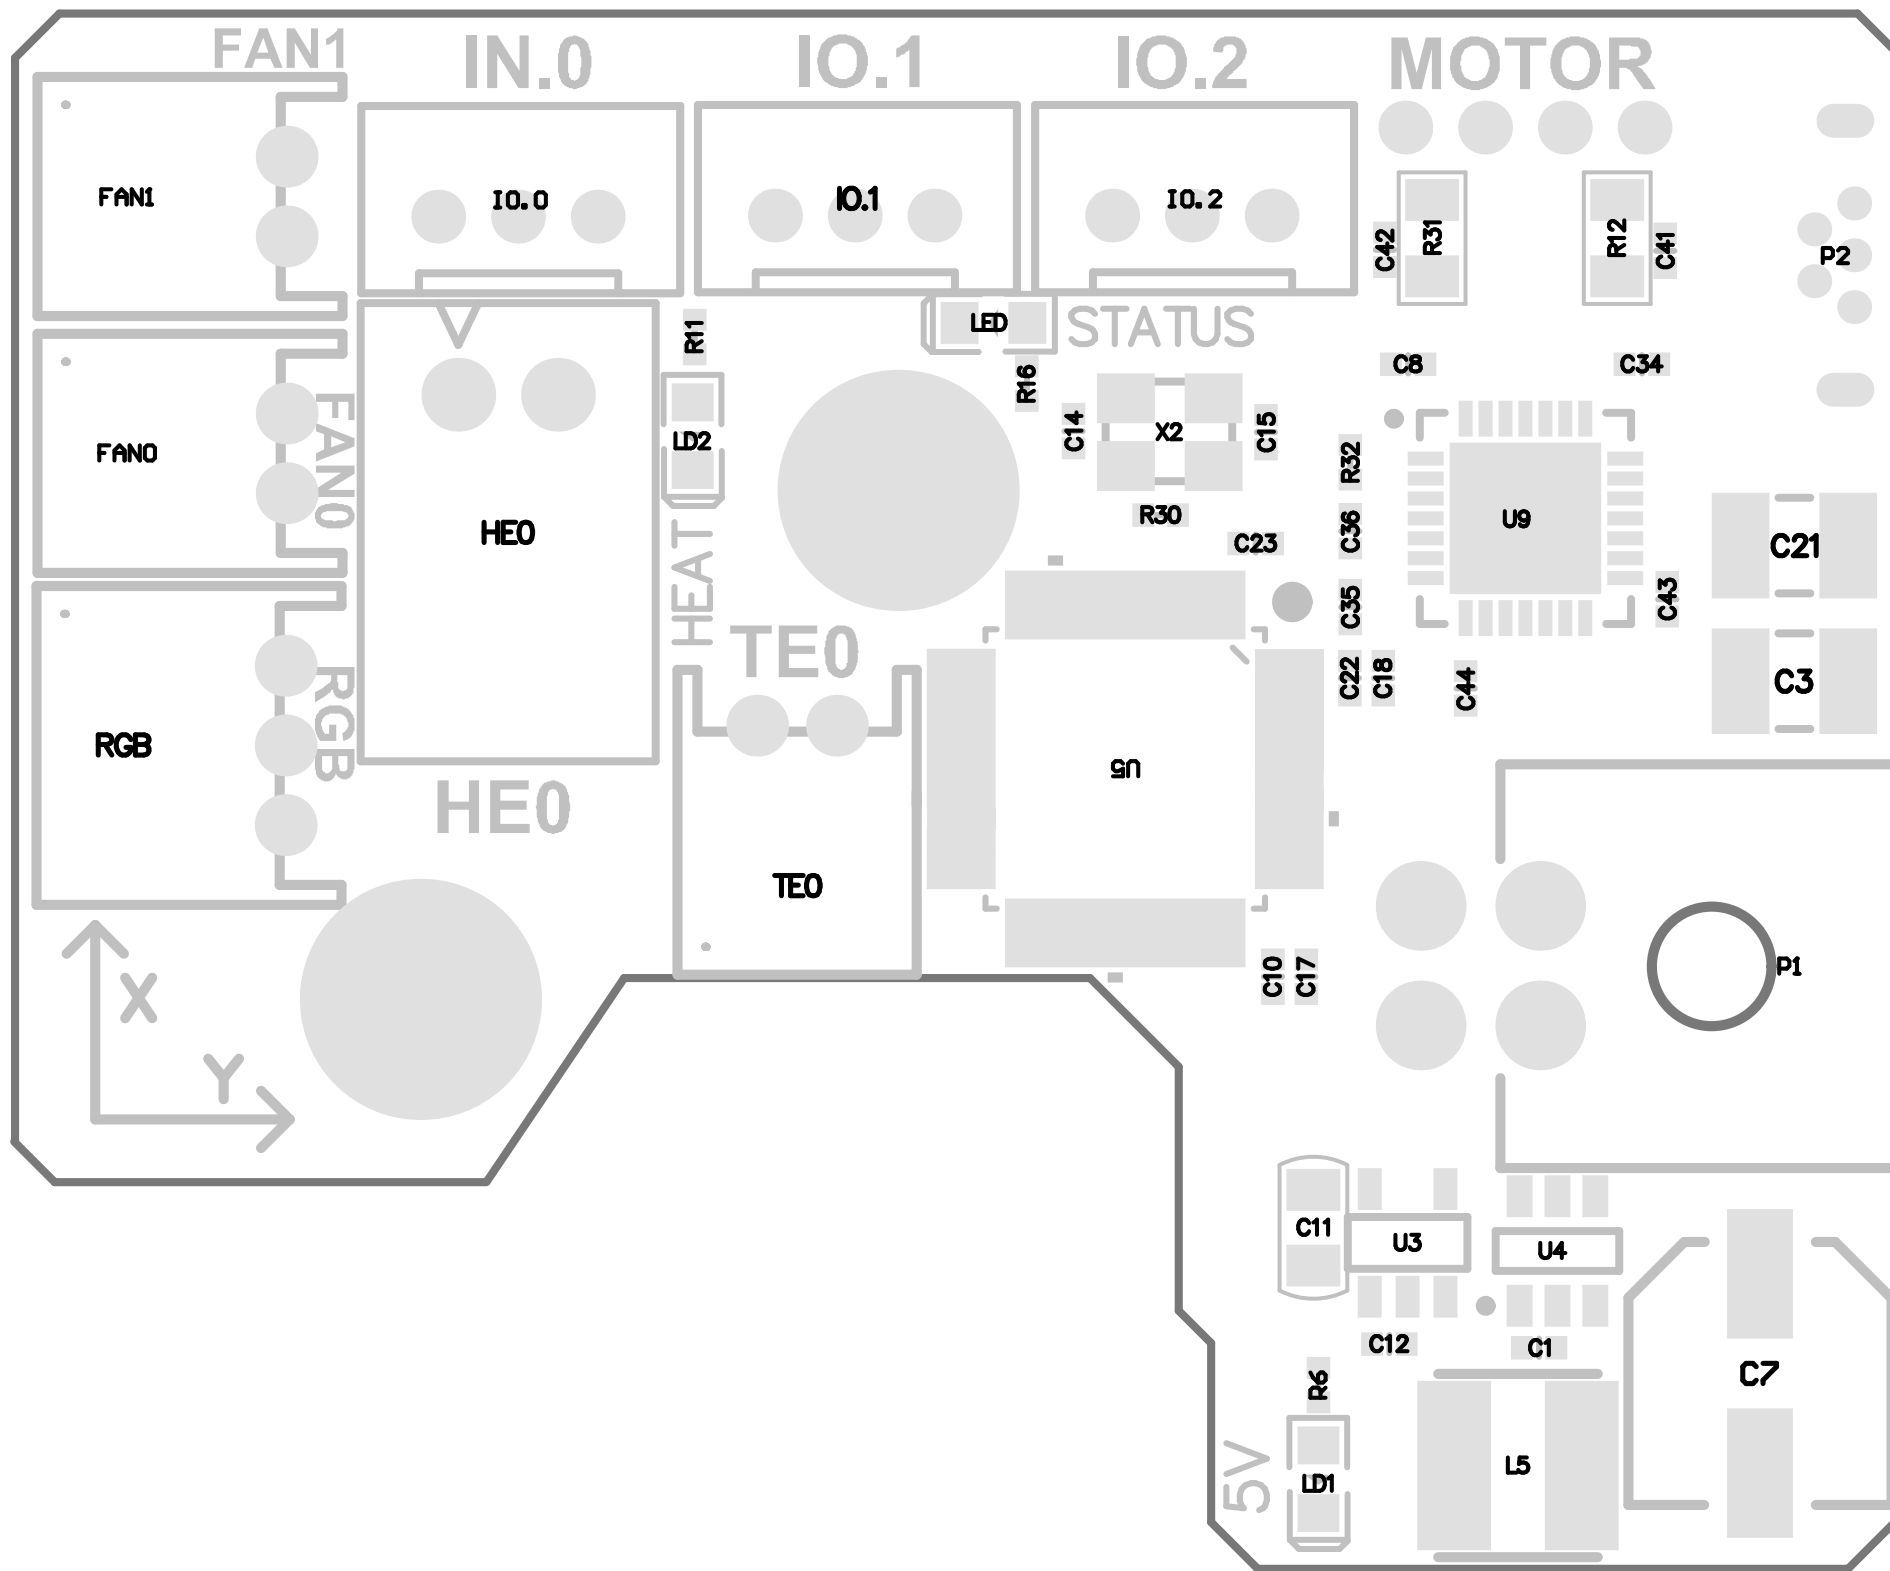 FAN1
IN.0
IO.1
IO.2
MOTOR
FAN1
IO.0
IO.1
IO.2
C42
R31
R12
C41
P2
R11
LED
STATUS
R16
C8
C34
FAN0
FAN0
LD2
C14
X2
C15
R32
HE0
R30
C23
C36
U9
C21
HEAT
C35
C43
TE0
RGB
RGB
C22
C18
C44
C3
HE0
U5
TE0
C10
C17
P1
X
Y
C11
U3
U4
C12
C1
R6
C7
5V
LD1
L5